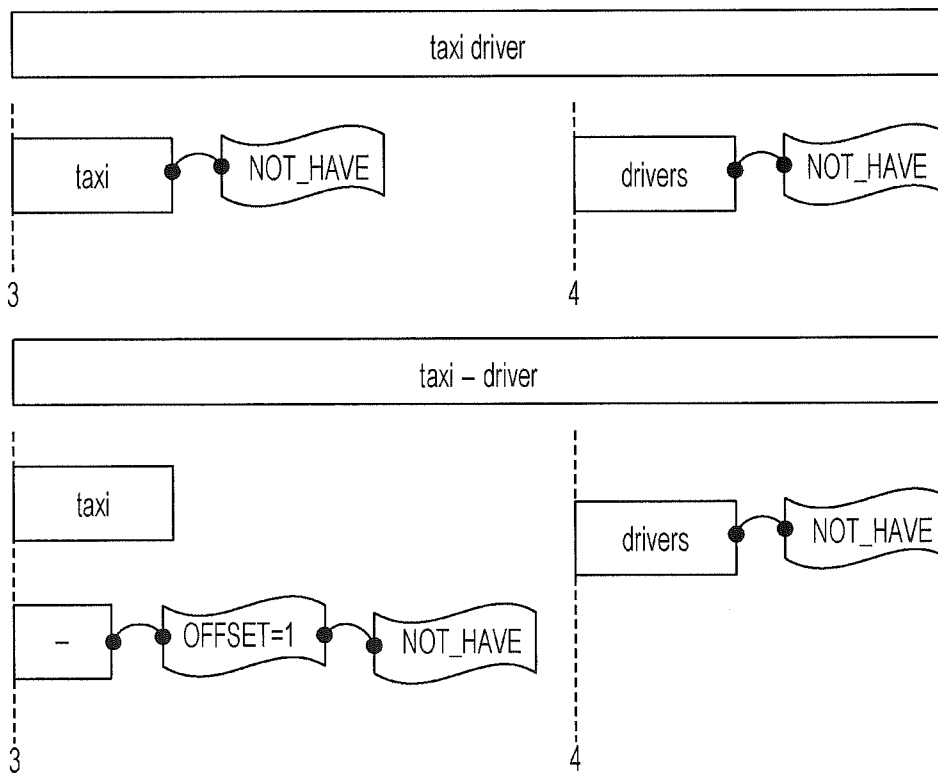 taxi driver
taxi NOT_HAVE drivers NOT_HAVE
3 4
taxi – driver
taxi
drivers NOT_HAVE
– OFFSET=1 NOT_HAVE
3 4